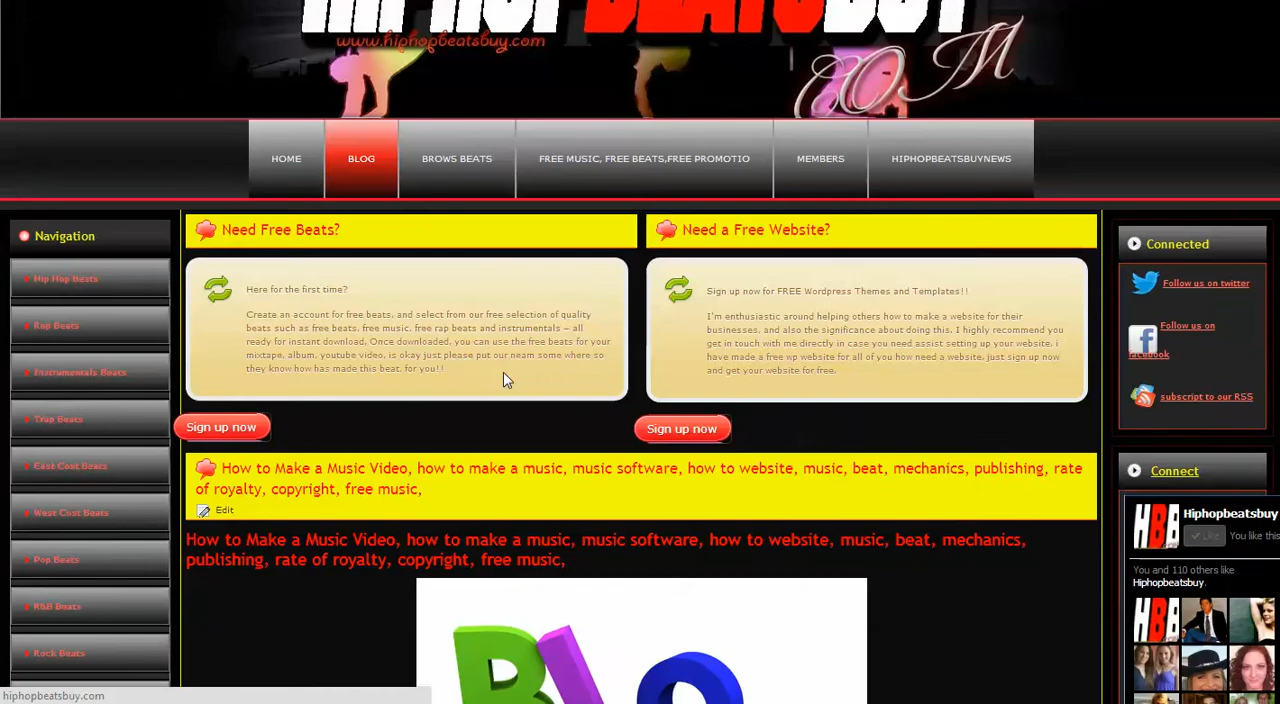 HIPHOPBEATSBUY
www.hiphopbeatsbuy.com
COM
HOME
BLOG
BROWS BEATS
FREE MUSIC, FREE BEATS,FREE PROMOTIO
MEMBERS
HIPHOPBEATSBUYNEWS
Navigation
Hip Hop Beats
Rap Beats
Instrumentals Beats
Trap Beats
East Cost Beats
West Cost Beats
Pop Beats
R&B Beats
Rock Beats
Need Free Beats?
Here for the first time?
Create an account for free beats, and select from our free selection of quality
beats such as free beats, free music, free rap beats and instrumentals – all
ready for instant download, Once downloaded, you can use the free beats for your
mixtape, album, youtube video, is okay just please put our neam some where so
they know how has made this beat, for you!!
Sign up now
Need a Free Website?
Sign up now for FREE Wordpress Themes and Templates!!
I'm enthusiastic around helping others how to make a website for their
businesses, and also the significance about doing this, I highly recommend you
get in touch with me directly in case you need assist setting up your website, i
have made a free wp website for all of you how need a website, just sign up now
and get your website for free.
Sign up now
How to Make a Music Video, how to make a music, music software, how to website, music, beat, mechanics, publishing, rate
of royalty, copyright, free music,
Edit
How to Make a Music Video, how to make a music, music software, how to website, music, beat, mechanics,
publishing, rate of royalty, copyright, free music,
BLO
Connected
Follow us on twitter
Follow us on
facebook
subscript to our RSS
Connect
HBB
Hiphopbeatsbuy
Like
You like this
You and 110 others like
Hiphopbeatsbuy.
HBB
hiphopbeatsbuy.com